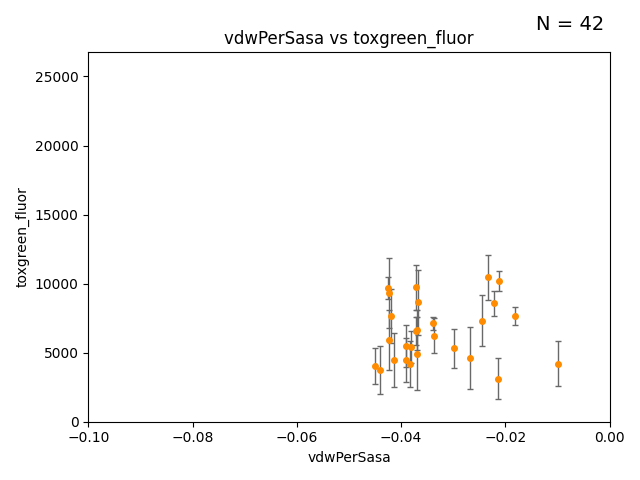 N = 42
vdwPerSasa vs toxgreen_fluor
25000
20000
15000
10000
5000
0
toxgreen_fluor
−0.10 −0.08 −0.06 −0.04 −0.02 0.00
vdwPerSasa